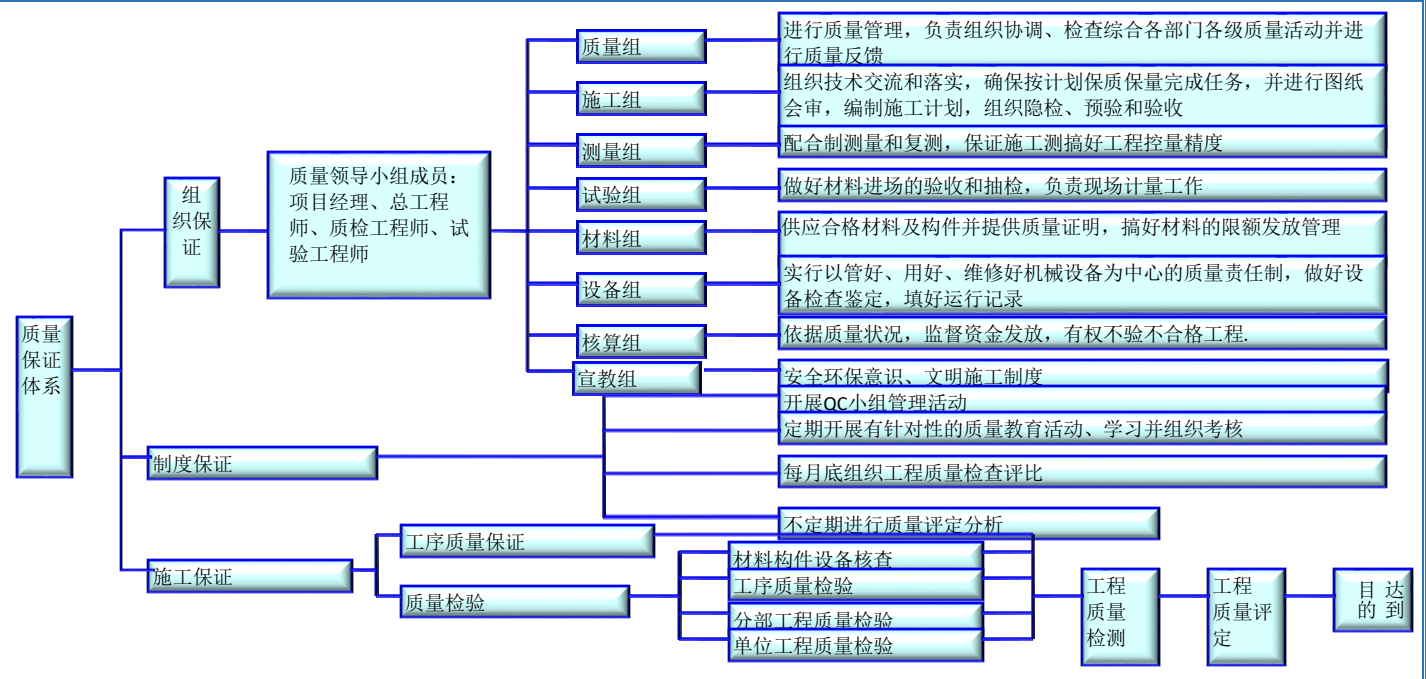 质量组
进行质量管理，负责组织协调、检查综合各部门各级质量活动并进
行质量反馈
施工组
组织技术交流和落实，确保按计划保质保量完成任务，并进行图纸
会审，编制施工计划，组织隐检、预验和验收
测量组
配合制测量和复测，保证施工测搞好工程控量精度
组
织保
证
质量领导小组成员：
项目经理、总工程
师、质检工程师、试
验工程师
试验组
做好材料进场的验收和抽检，负责现场计量工作
材料组
供应合格材料及构件并提供质量证明，搞好材料的限额发放管理
设备组
实行以管好、用好、维修好机械设备为中心的质量责任制，做好设
备检查鉴定，填好运行记录
核算组
依据质量状况，监督资金发放，有权不验不合格工程.
宣教组
安全环保意识、文明施工制度
质量
保证
体系
开展QC小组管理活动
定期开展有针对性的质量教育活动、学习并组织考核
制度保证
每月底组织工程质量检查评比
不定期进行质量评定分析
施工保证
工序质量保证
质量检验
材料构件设备核查
工序质量检验
分部工程质量检验
单位工程质量检验
工程
质量
检测
工程
质量评
定
目 达
的 到